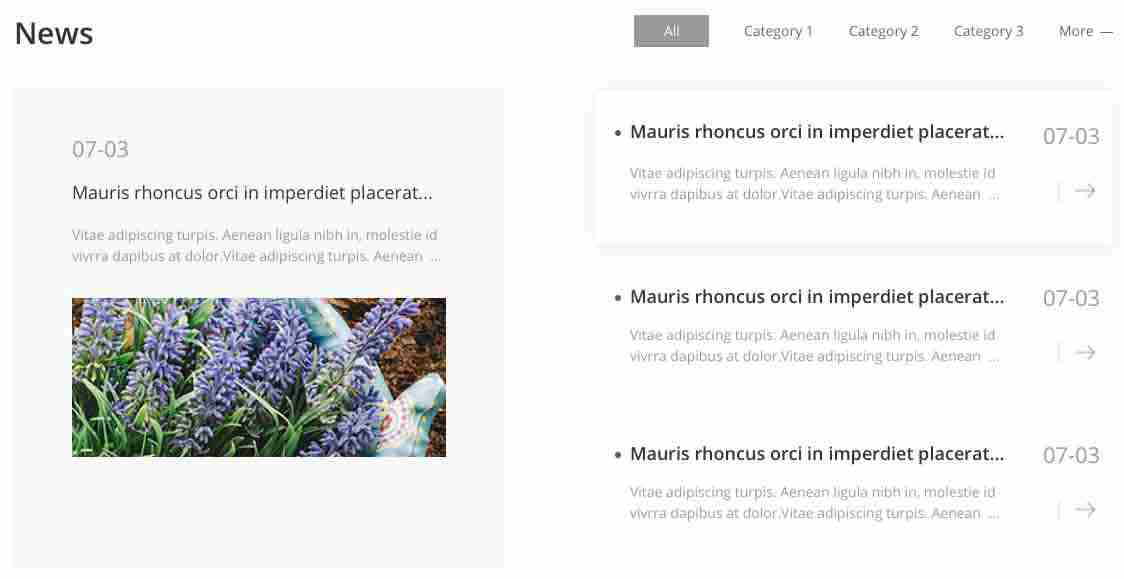 News
All
Category 1
Category 2
Category 3
More —
07-03
Mauris rhoncus orci in imperdiet placerat...
Vitae adipiscing turpis. Aenean ligula nibh in, molestie id
vivrra dapibus at dolor.Vitae adipiscing turpis. Aenean ...
• Mauris rhoncus orci in imperdiet placerat...
07-03
Vitae adipiscing turpis. Aenean ligula nibh in, molestie id
vivrra dapibus at dolor.Vitae adipiscing turpis. Aenean ...
• Mauris rhoncus orci in imperdiet placerat...
07-03
Vitae adipiscing turpis. Aenean ligula nibh in, molestie id
vivrra dapibus at dolor.Vitae adipiscing turpis. Aenean ...
• Mauris rhoncus orci in imperdiet placerat...
07-03
Vitae adipiscing turpis. Aenean ligula nibh in, molestie id
vivrra dapibus at dolor.Vitae adipiscing turpis. Aenean ...